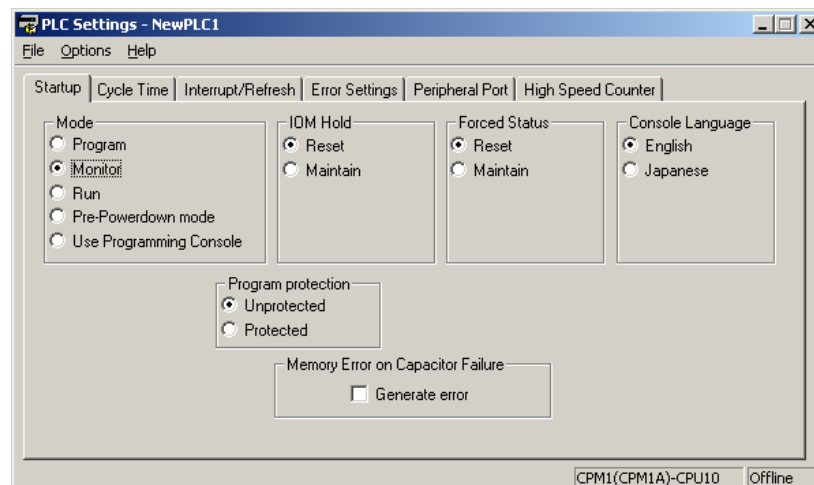 PLC Settings - NewPLC1
File Options Help
Startup Cycle Time Interrupt/Refresh Error Settings Peripheral Port High Speed Counter
Mode
Program
Monitor
Run
Pre-Powerdown mode
Use Programming Console
IOM Hold
Reset
Maintain
Forced Status
Reset
Maintain
Console Language
English
Japanese
Program protection
Unprotected
Protected
Memory Error on Capacitor Failure
Generate error
CPM1(CPM1A)-CPU10 Offline